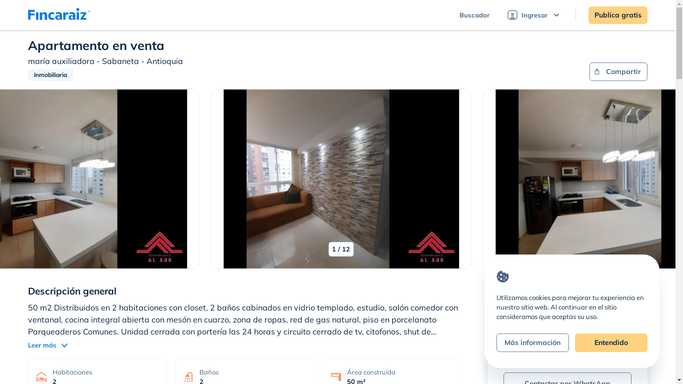 Fincaraiz
Buscador
Ingresar
Publica gratis
Apartamento en venta
maría auxiliadora - Sabaneta - Antioquia
Inmobiliaria
Compartir
AL SUR
1 / 12
AL SUR
Descripción general
50 m2 Distribuidos en 2 habitaciones con closet, 2 baños cabinados en vidrio templado, estudio, salón comedor con
ventanal, cocina integral abierta con mesón en cuarzo, zona de ropas, red de gas natural, piso en porcelanato
Parqueaderos Comunes. Unidad cerrada con portería las 24 horas y circuito cerrado de tv, citofonos, shut de...
Leer más
Habitaciones
2
Baños
2
Área construida
50 m²
Utilizamos cookies para mejorar tu experiencia en
nuestro sitio web. Al continuar en el sitio
consideramos que aceptas su uso.
Más información
Entendido
Contactar por WhatsApp